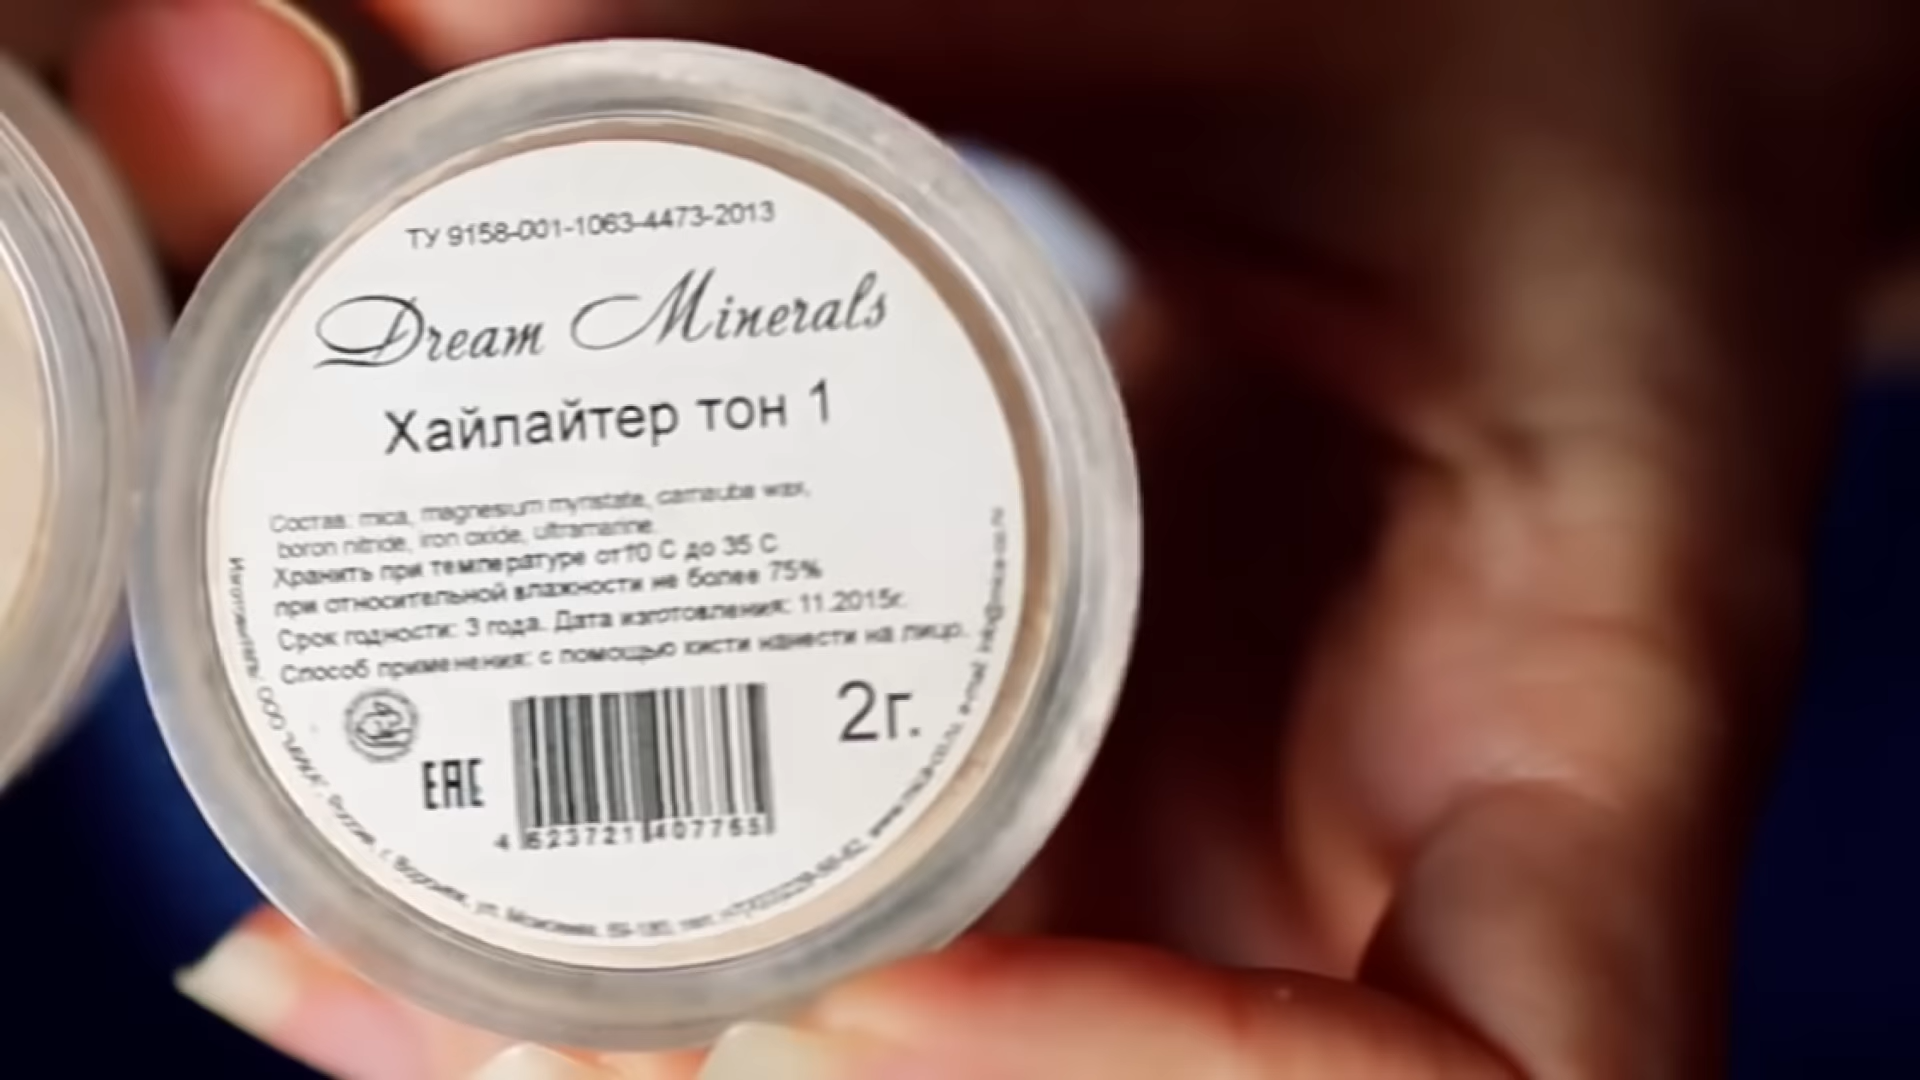 ТУ 9158-001-1063-4473-2013
Dream Minerals
Хайлайтер тон 1
Состав: mica, magnesium myristate, carnauba wax,
boron nitride, iron oxide, ultramarine.
Хранить при температуре от10 С до 35 С
при относительной влажности не более 75%
Срок годности: 3 года. Дата изготовления: 11.2015г.
Способ применения: с помощью кисти нанести на лицо.
2г.
EAC
4 623721 407765
Изготовитель: ООО